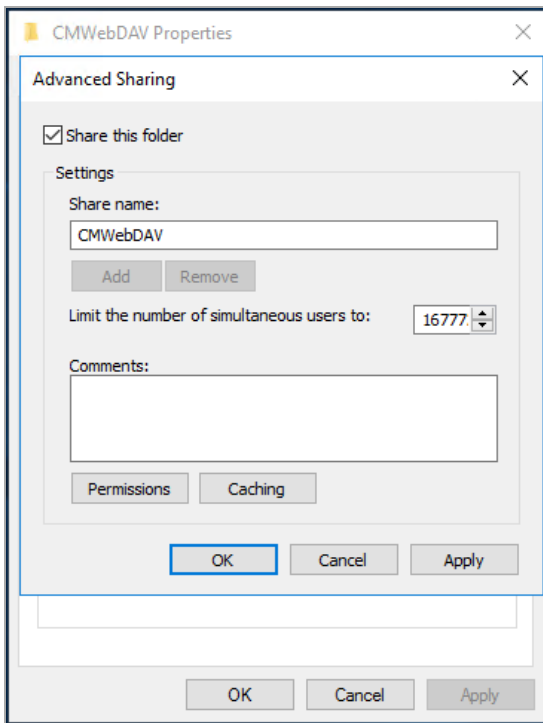 CMWebDAV Properties
Advanced Sharing
Share this folder
Settings
Share name:
CMWebDAV
Add Remove
Limit the number of simultaneous users to: 16777
Comments:
Permissions Caching
OK Cancel Apply
OK Cancel Apply